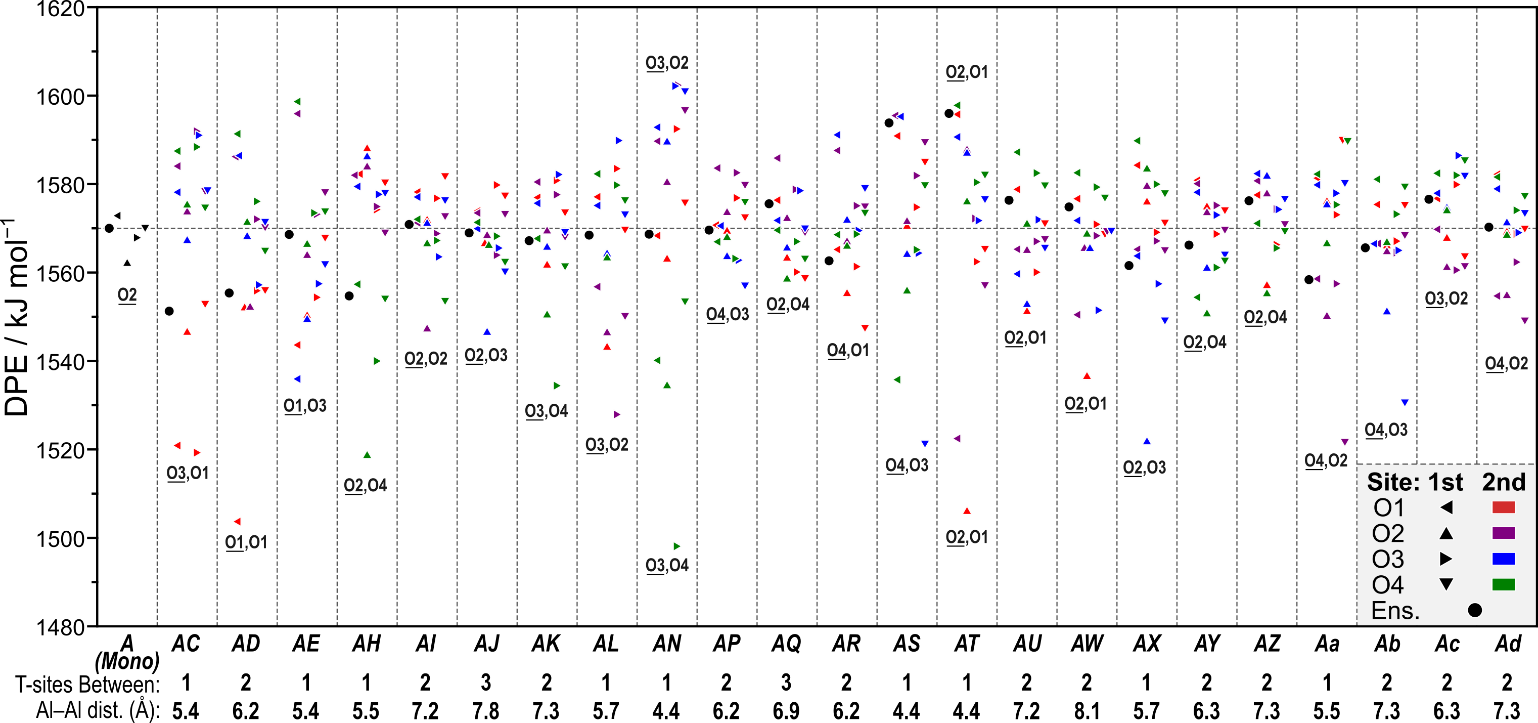 1620
1600
1580
1560
1540
1520
1500
1480
DPE / kJ mol⁻¹
O2
O3,O1
O1,O1
O1,O3
O2,O4
O2,O2
O2,O3
O3,O4
O3,O2
O3,O2
O3,O4
O4,O3
O2,O4
O4,O1
O4,O3
O2,O1
O2,O1
O2,O1
O2,O1
O2,O3
O2,O4
O2,O4
O4,O2
O4,O3
O3,O2
O4,O2
Site: 1st 2nd
O1
O2
O3
O4
Ens.
A AC AD AE AH AI AJ AK AL AN AP AQ AR AS AT AU AW AX AY AZ Aa Ab Ac Ad
(Mono)
T-sites Between: 1 2 1 1 2 3 2 1 1 2 3 2 1 1 2 2 1 2 2 1 2 2 2
Al–Al dist. (Å): 5.4 6.2 5.4 5.5 7.2 7.8 7.3 5.7 4.4 6.2 6.9 6.2 4.4 4.4 7.2 8.1 5.7 6.3 7.3 5.5 7.3 6.3 7.3